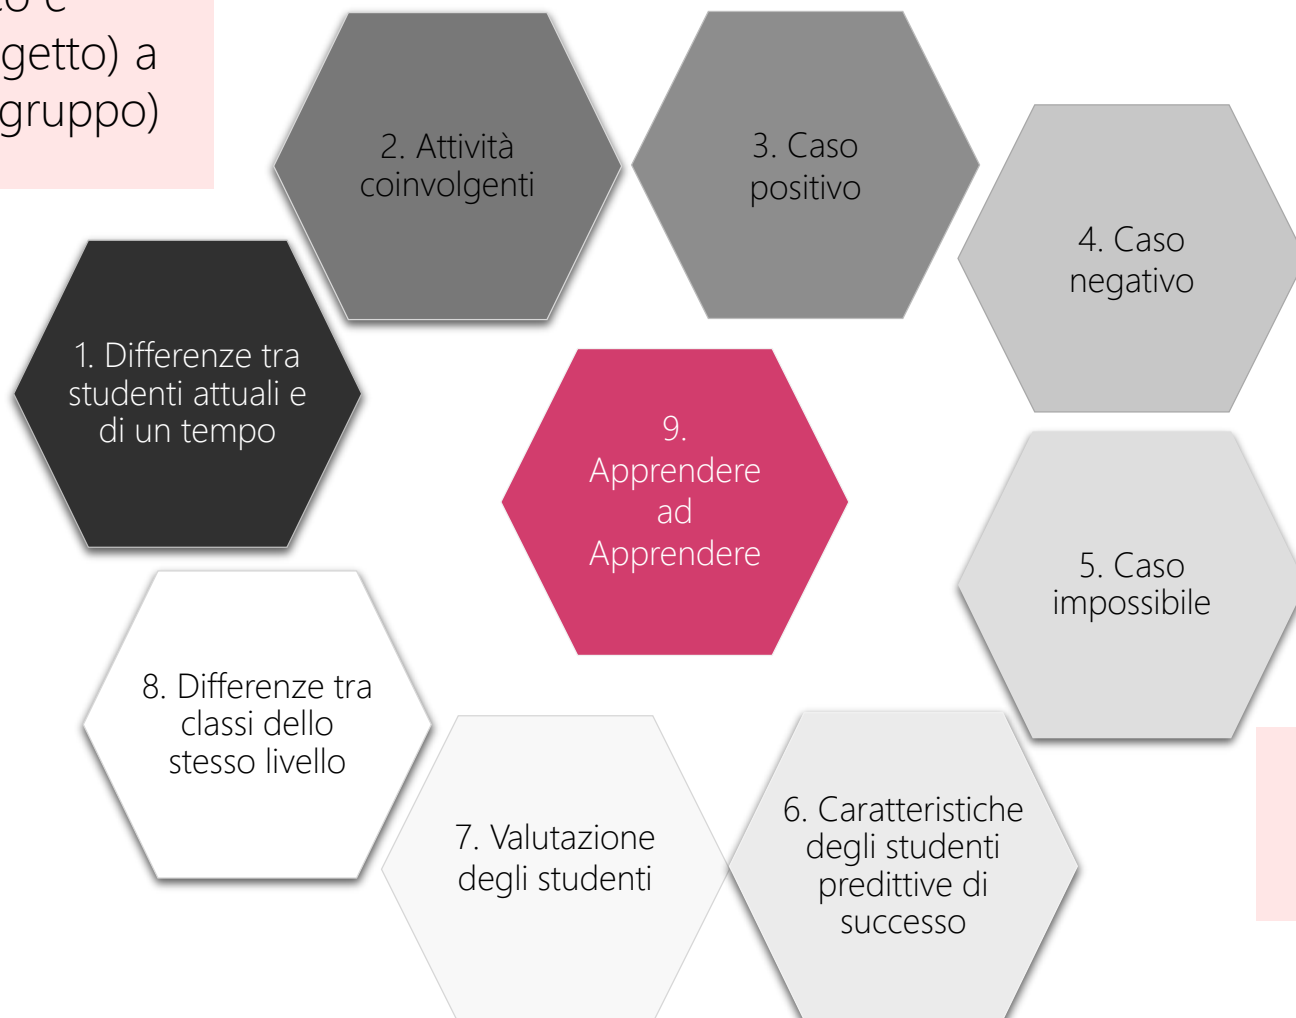 getto) a
gruppo)
2. Attività
coinvolgenti
3. Caso
positivo
4. Caso
negativo
1. Differenze tra
studenti attuali e
di un tempo
9.
Apprendere
ad
Apprendere
5. Caso
impossibile
8. Differenze tra
classi dello
stesso livello
7. Valutazione
degli studenti
6. Caratteristiche
degli studenti
predittive di
successo